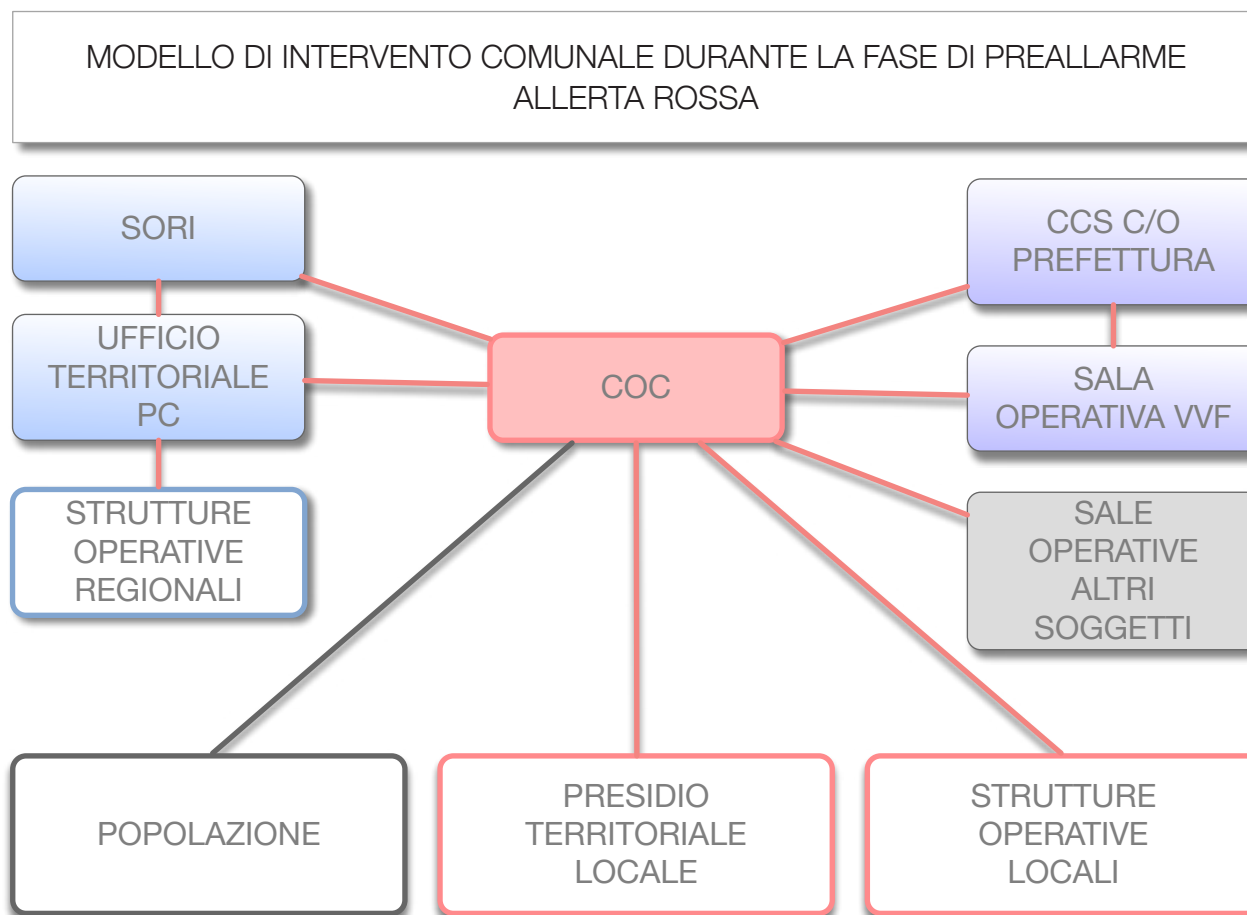 MODELLO DI INTERVENTO COMUNALE DURANTE LA FASE DI PREALLARME
ALLERTA ROSSA
SORI
CCS C/O
PREFETTURA
UFFICIO
TERRITORIALE
PC
COC
SALA
OPERATIVA VVF
STRUTTURE
OPERATIVE
REGIONALI
SALE
OPERATIVE
ALTRI
SOGGETTI
POPOLAZIONE
PRESIDIO
TERRITORIALE
LOCALE
STRUTTURE
OPERATIVE
LOCALI